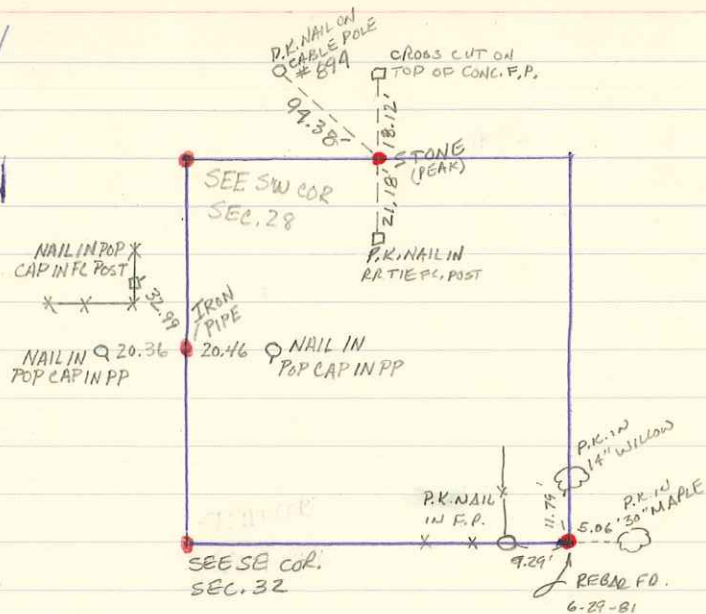 P.K. NAIL ON
CABLE POLE
# 894
94.38'
CROSS CUT ON
TOP OF CONC. F.P.
18.12'
STONE
(PEAK)
21.18'
P.K. NAIL IN
RR TIE FC. POST
SEE SW COR
SEC. 28
NAIL IN POP
CAP IN FC POST
32.99
IRON
PIPE
NAIL IN
POP CAP IN PP
20.36
20.46
NAIL IN
POP CAP IN PP
P.K. IN
14" WILLOW
11.79'
P.K. IN
30" MAPLE
5.06'
P.K. NAIL
IN F.P.
9.29'
REBAR FD.
6-29-81
SEE SE COR.
SEC. 32